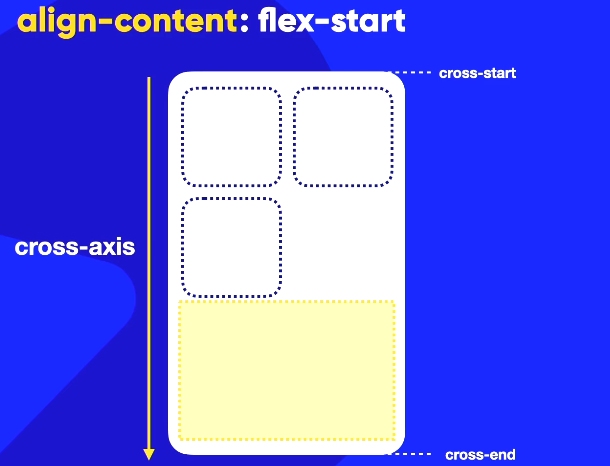 align-content: flex-start
cross-start
cross-axis
cross-end